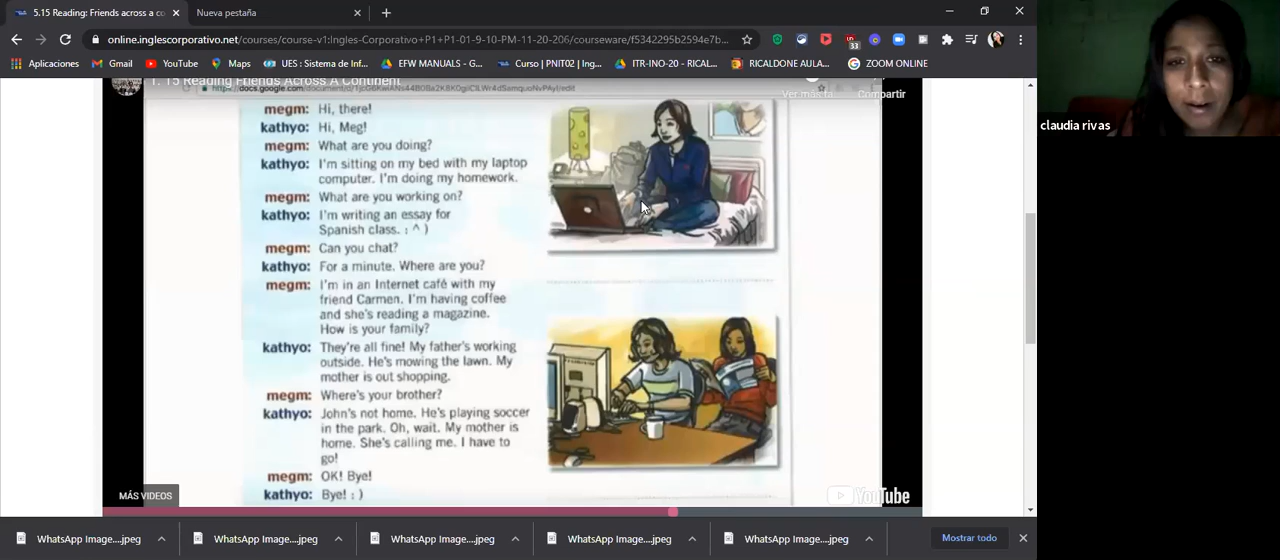 5.15 Reading: Friends across a co
Nueva pestaña
online.inglescorporativo.net/courses/course-v1:Ingles-Corporativo+P1+P1-01-9-10-PM-11-20-206/courseware/f5342295b2594e7b...
33
Aplicaciones
Gmail
YouTube
Maps
UES : Sistema de Inf...
EFW MANUALS - G...
Curso | PNIT02 | Ing...
ITR-INO-20 - RICAL...
RICALDONE AULA...
ZOOM ONLINE
1. 15 Reading Friends Across A Continent
Compartir
megm: Hi, there!
kathyo: Hi, Meg!
megm: What are you doing?
kathyo: I'm sitting on my bed with my laptop
computer. I'm doing my homework.
megm: What are you working on?
kathyo: I'm writing an essay for
Spanish class. : ^ )
megm: Can you chat?
kathyo: For a minute. Where are you?
megm: I'm in an Internet café with my
friend Carmen. I'm having coffee
and she's reading a magazine.
How is your family?
kathyo: They're all fine! My father's working
outside. He's mowing the lawn. My
mother is out shopping.
megm: Where's your brother?
kathyo: John's not home. He's playing soccer
in the park. Oh, wait. My mother is
home. She's calling me. I have to
go!
megm: OK! Bye!
kathyo: Bye! : )
MÁS VIDEOS
YouTube
WhatsApp Image....jpeg
WhatsApp Image....jpeg
WhatsApp Image....jpeg
WhatsApp Image....jpeg
WhatsApp Image....jpeg
Mostrar todo
claudia rivas